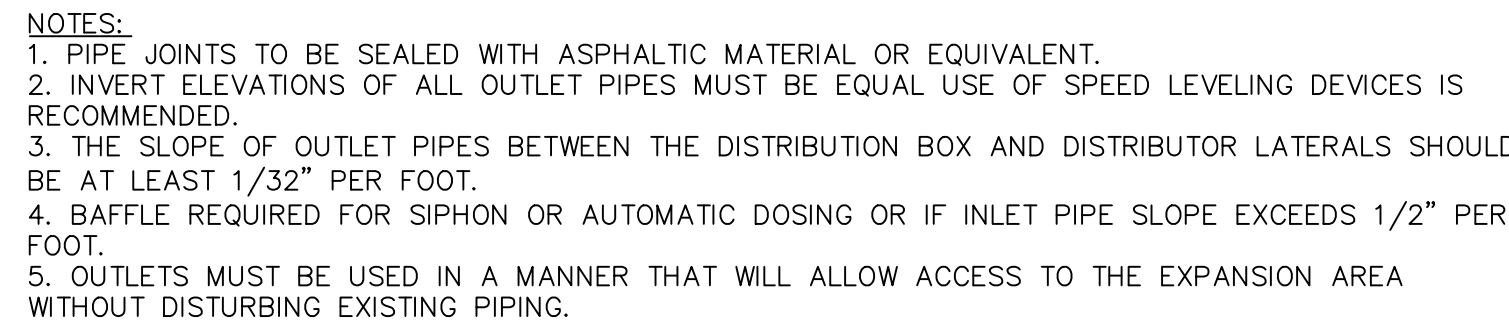 NOTES:
1. PIPE JOINTS TO BE SEALED WITH ASPHALTIC MATERIAL OR EQUIVALENT.
2. INVERT ELEVATIONS OF ALL OUTLET PIPES MUST BE EQUAL USE OF SPEED LEVELING DEVICES IS
RECOMMENDED.
3. THE SLOPE OF OUTLET PIPES BETWEEN THE DISTRIBUTION BOX AND DISTRIBUTOR LATERALS SHOULD
BE AT LEAST 1/32” PER FOOT.
4. BAFFLE REQUIRED FOR SIPHON OR AUTOMATIC DOSING OR IF INLET PIPE SLOPE EXCEEDS 1/2” PER
FOOT.
5. OUTLETS MUST BE USED IN A MANNER THAT WILL ALLOW ACCESS TO THE EXPANSION AREA
WITHOUT DISTURBING EXISTING PIPING.